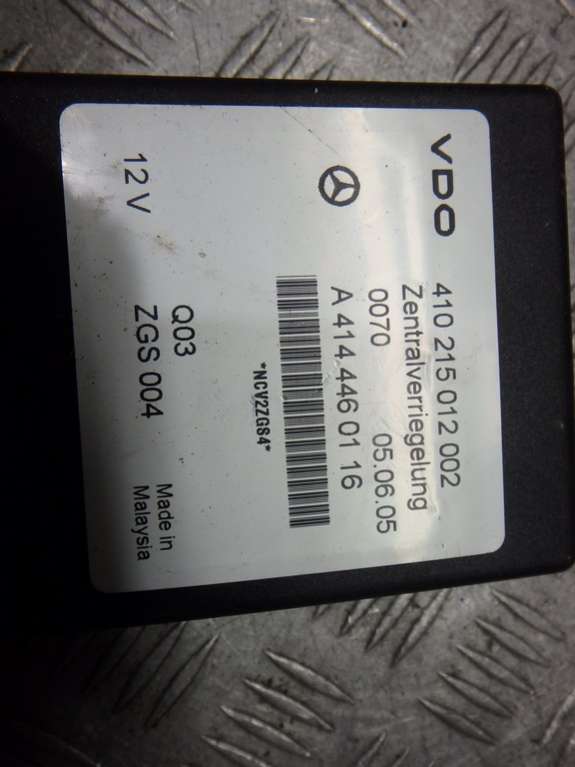 VDO 410 215 012 002
Zentralverriegelung
0070 05.06.05
A 414 446 01 16
*NCV2ZGS4*
Q03
12 V ZGS 004
Made in
Malaysia